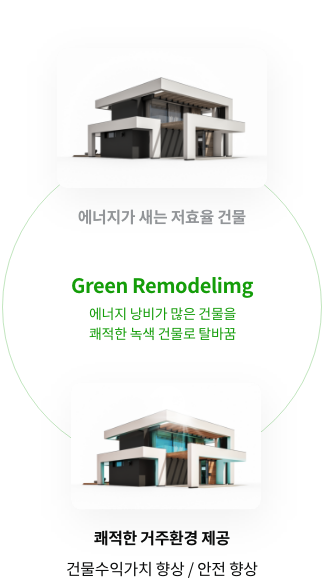 에너지가 새는 저효율 건물
Green Remodelimg
에너지 낭비가 많은 건물을
쾌적한 녹색 건물로 탈바꿈
쾌적한 거주환경 제공
건물수익가치 향상 / 안전 향상